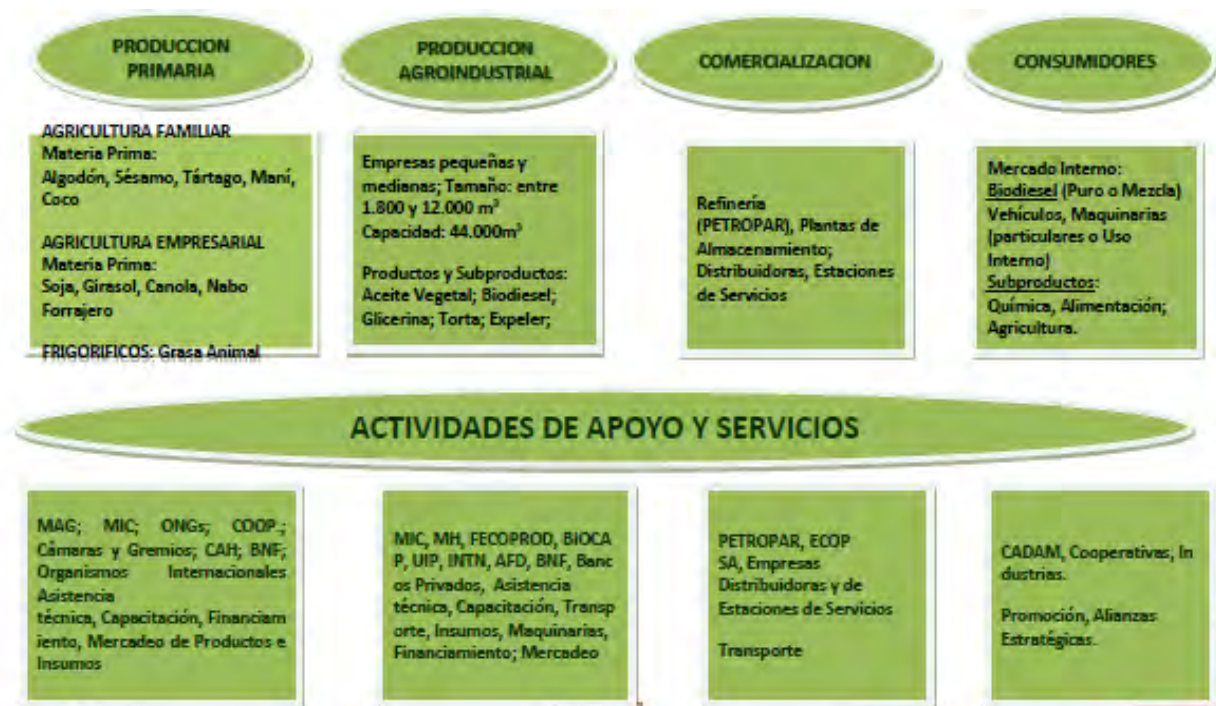 PRODUCCION
PRIMARIA
PRODUCCION
AGROINDUSTRIAL
COMERCIALIZACION
CONSUMIDORES
AGRICULTURA FAMILIAR
Materia Prima:
Algodón, Sésamo, Tártago, Maní,
Coco
AGRICULTURA EMPRESARIAL
Materia Prima:
Soja, Girasol, Canola, Nabo
Forrajero
FRIGORIFICOS: Grasa Animal
Empresas pequeñas y
medianas; Tamaño: entre
1.800 y 12.000 m³
Capacidad: 44.000m³
Productos y Subproductos:
Aceite Vegetal; Biodiesel;
Glicerina; Torta; Expeler;
Refinería
(PETROPAR), Plantas de
Almacenamiento;
Distribuidoras, Estaciones
de Servicios
Mercado Interno:
Biodiesel (Puro o Mezcla)
Vehículos, Maquinarias
(particulares o Uso
Interno)
Subproductos:
Química, Alimentación;
Agricultura.
ACTIVIDADES DE APOYO Y SERVICIOS
MAG; MIC; ONGs; COOP.;
Cámaras y Gremios; CAH; BNF;
Organismos Internacionales
Asistencia
técnica, Capacitación, Financiam
iento, Mercadeo de Productos e
Insumos
MIC, MH, FECOPROD, BIOCA
P, UIP, INTN, AFD, BNF, Banc
os Privados, Asistencia
técnica, Capacitación, Transp
orte, Insumos, Maquinarias,
Financiamiento; Mercadeo
PETROPAR, ECOP
SA, Empresas
Distribuidoras y de
Estaciones de Servicios
Transporte
CADAM, Cooperativas, In
dustrias.
Promoción, Alianzas
Estratégicas.